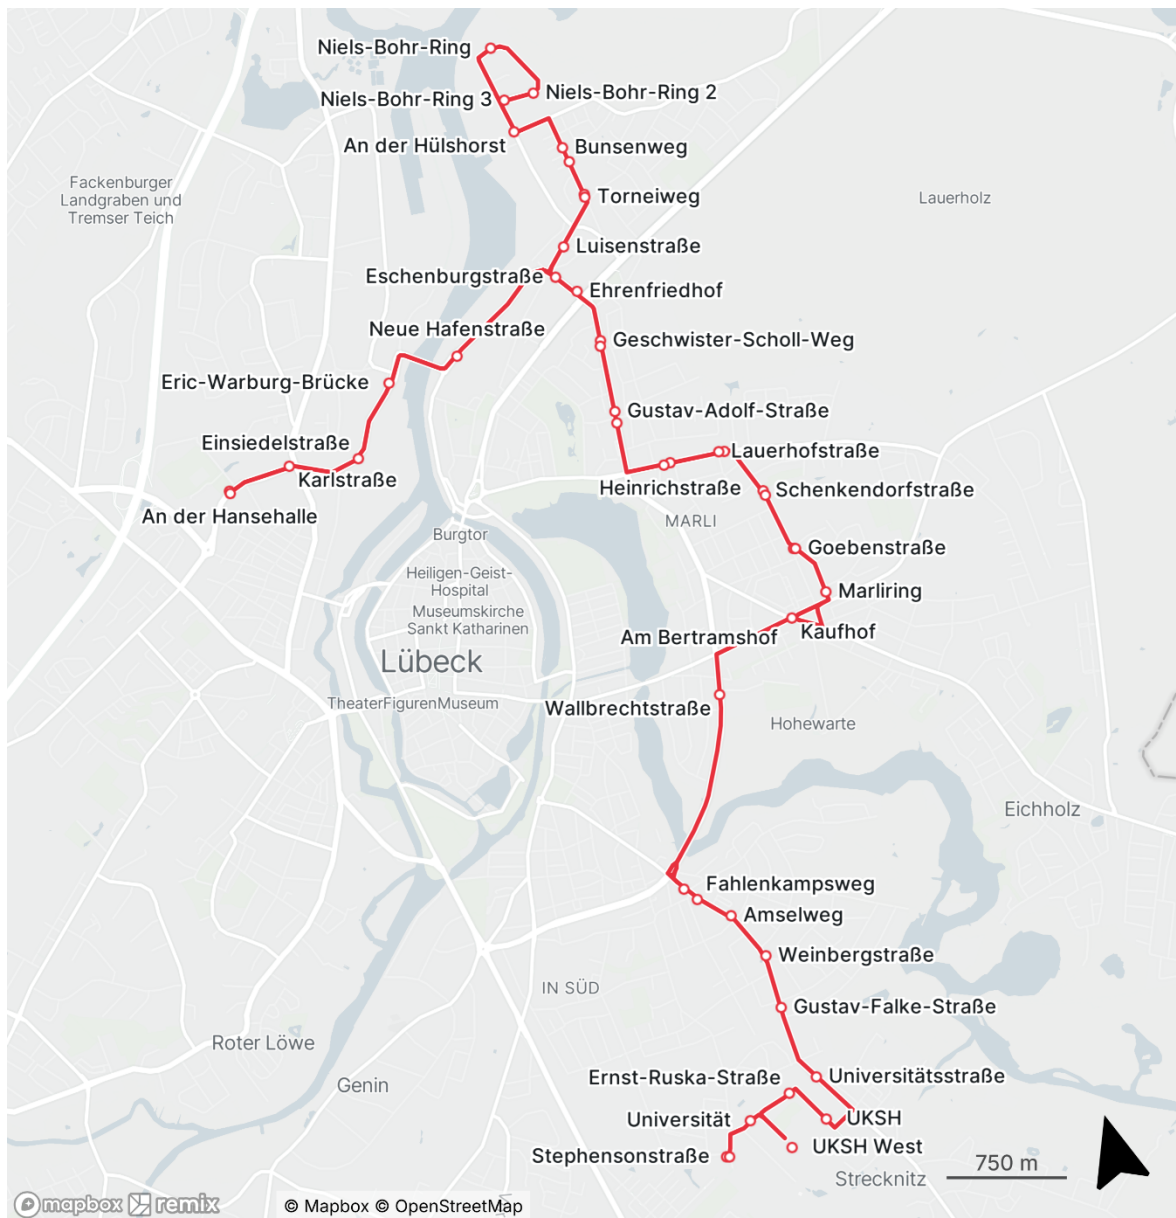 Niels-Bohr-Ring
Niels-Bohr-Ring 3
Niels-Bohr-Ring 2
An der Hülshorst
Bunsenweg
Fackenburger
Landgraben und
Tremser Teich
Torneiweg
Lauerholz
Luisenstraße
Eschenburgstraße
Ehrenfriedhof
Neue Hafenstraße
Geschwister-Scholl-Weg
Eric-Warburg-Brücke
Gustav-Adolf-Straße
Einsiedelstraße
Lauerhofstraße
Karlstraße
Heinrichstraße
Schenkendorfstraße
An der Hansehalle
MARLI
Burgtor
Goebenstraße
Heiligen-Geist-
Hospital
Marliring
Museumskirche
Sankt Katharinen
Am Bertramshof
Kaufhof
Lübeck
TheaterFigurenMuseum
Wallbrechtstraße
Hohewarte
Eichholz
Fahlenkampsweg
Amselweg
Weinbergstraße
IN SÜD
Gustav-Falke-Straße
Roter Löwe
Genin
Ernst-Ruska-Straße
Universitätsstraße
Universität
UKSH
UKSH West
Stephensonstraße
750 m
Strecknitz
mapbox remix
© Mapbox © OpenStreetMap